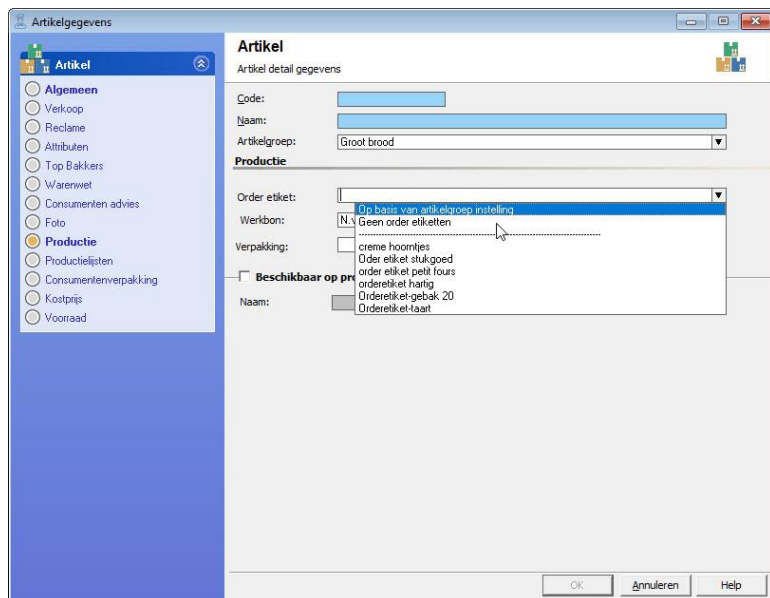 Artikelgegevens
Artikel
Algemeen
Verkoop
Reclame
Attributen
Top Bakkers
Warenwet
Consumenten advies
Foto
Productie
Productielijsten
Consumentenverpakking
Kostprijs
Voorraad
Artikel
Artikel detail gegevens
Code:
Naam:
Artikelgroep: Groot brood
Productie
Order etiket:
Op basis van artikelgroep instelling
Geen order etiketten
creme hoorntjes
Oder etiket stukgoed
order etiket petit fours
orderetiket hartig
Orderetiket-gebak 20
Orderetiket-taart
Werkbon: N.v
Verpakking:
Beschikbaar op pro
Naam:
OK Annuleren Help